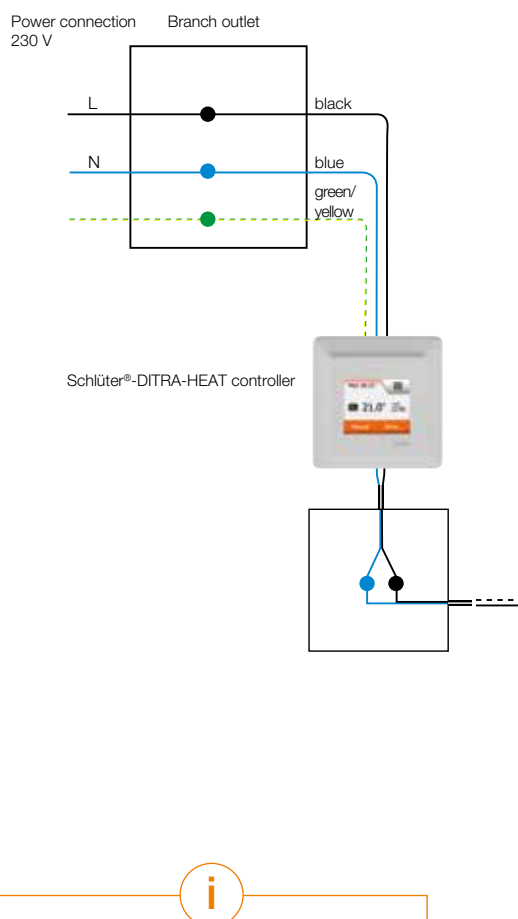 Power connection
230 V
Branch outlet
L
black
N
blue
green/
yellow
Schlüter®-DITRA-HEAT controller
21.0°
i